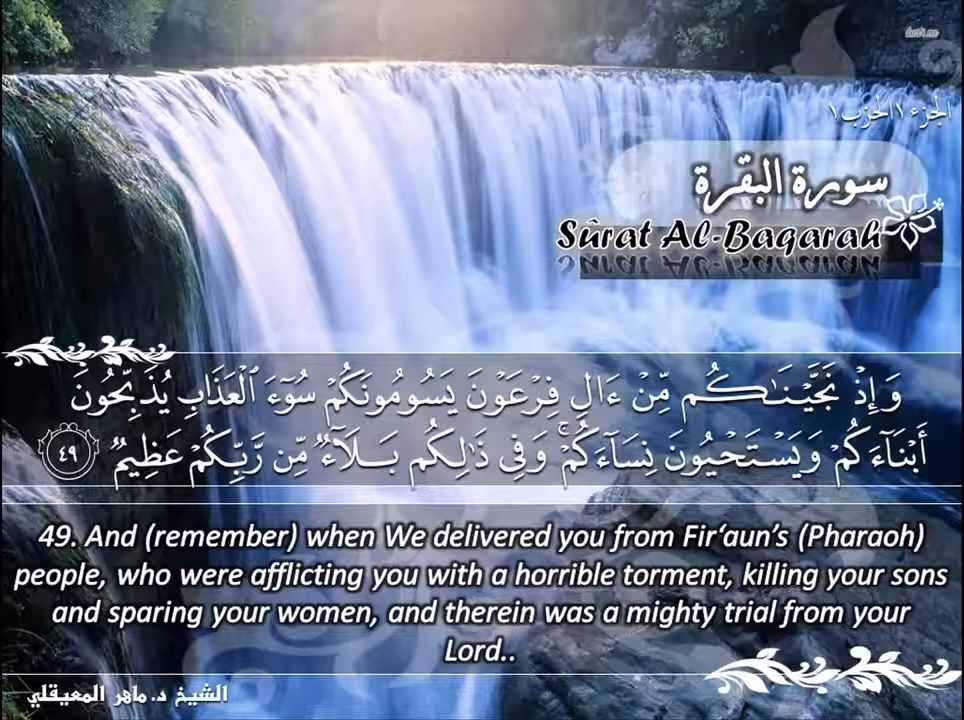 الجزء ١ الحزب ١
سورة البقرة
Sûrat Al-Baqarah
وَإِذْ نَجَّيْنَـٰكُم مِّنْ ءَالِ فِرْعَوْنَ يَسُومُونَكُمْ سُوٓءَ ٱلْعَذَابِ يُذَبِّحُونَ
أَبْنَآءَكُمْ وَيَسْتَحْيُونَ نِسَآءَكُمْ ۚ وَفِى ذَٰلِكُم بَلَآءٌ مِّن رَّبِّكُمْ عَظِيمٌ ٤٩
49. And (remember) when We delivered you from Fir‘aun’s (Pharaoh)
people, who were afflicting you with a horrible torment, killing your sons
and sparing your women, and therein was a mighty trial from your
Lord..
الشيخ د. ماهر المعيقلي